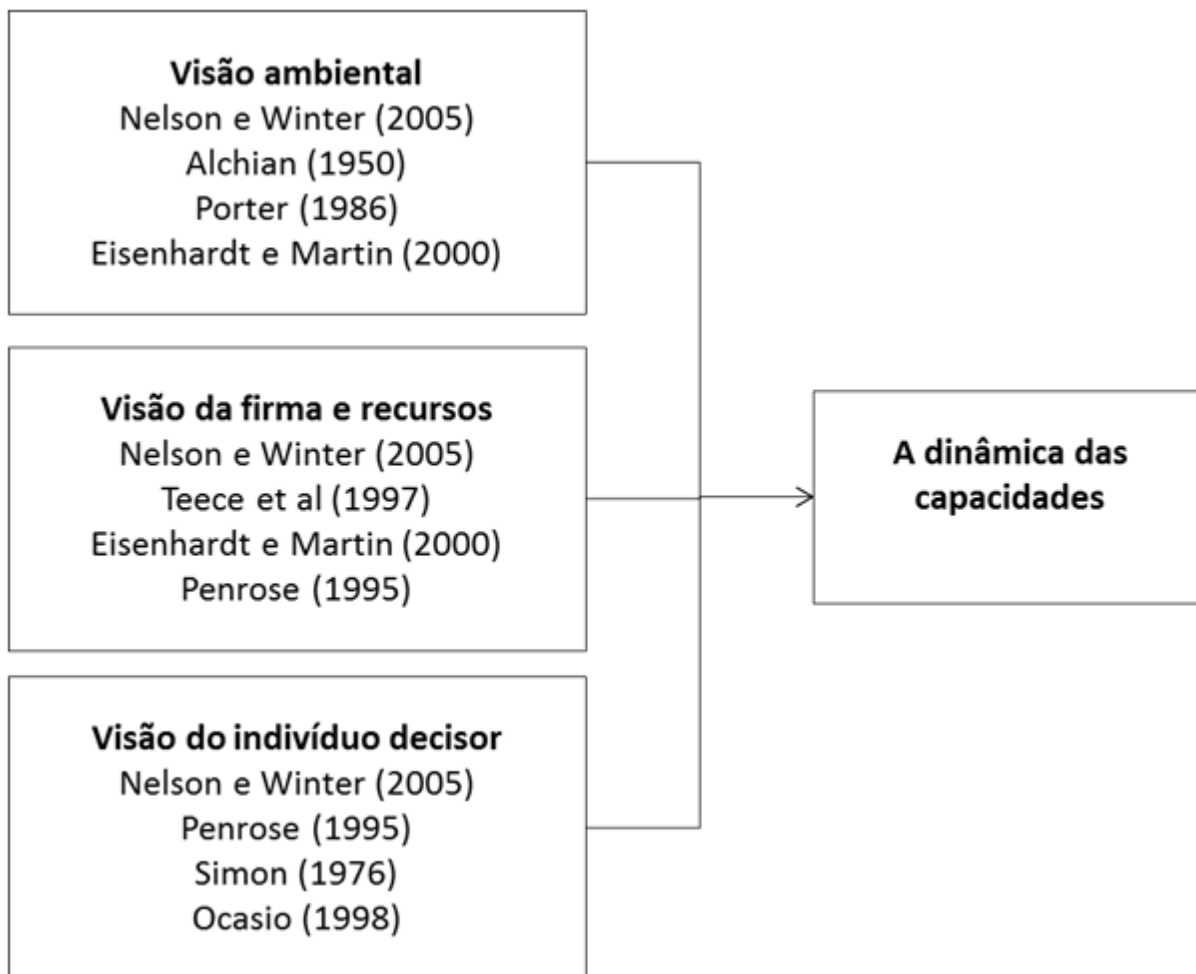 Visão ambiental
Nelson e Winter (2005)
Alchian (1950)
Porter (1986)
Eisenhardt e Martin (2000)
Visão da firma e recursos
Nelson e Winter (2005)
Teece et al (1997)
Eisenhardt e Martin (2000)
Penrose (1995)
Visão do indivíduo decisor
Nelson e Winter (2005)
Penrose (1995)
Simon (1976)
Ocasio (1998)
A dinâmica das
capacidades